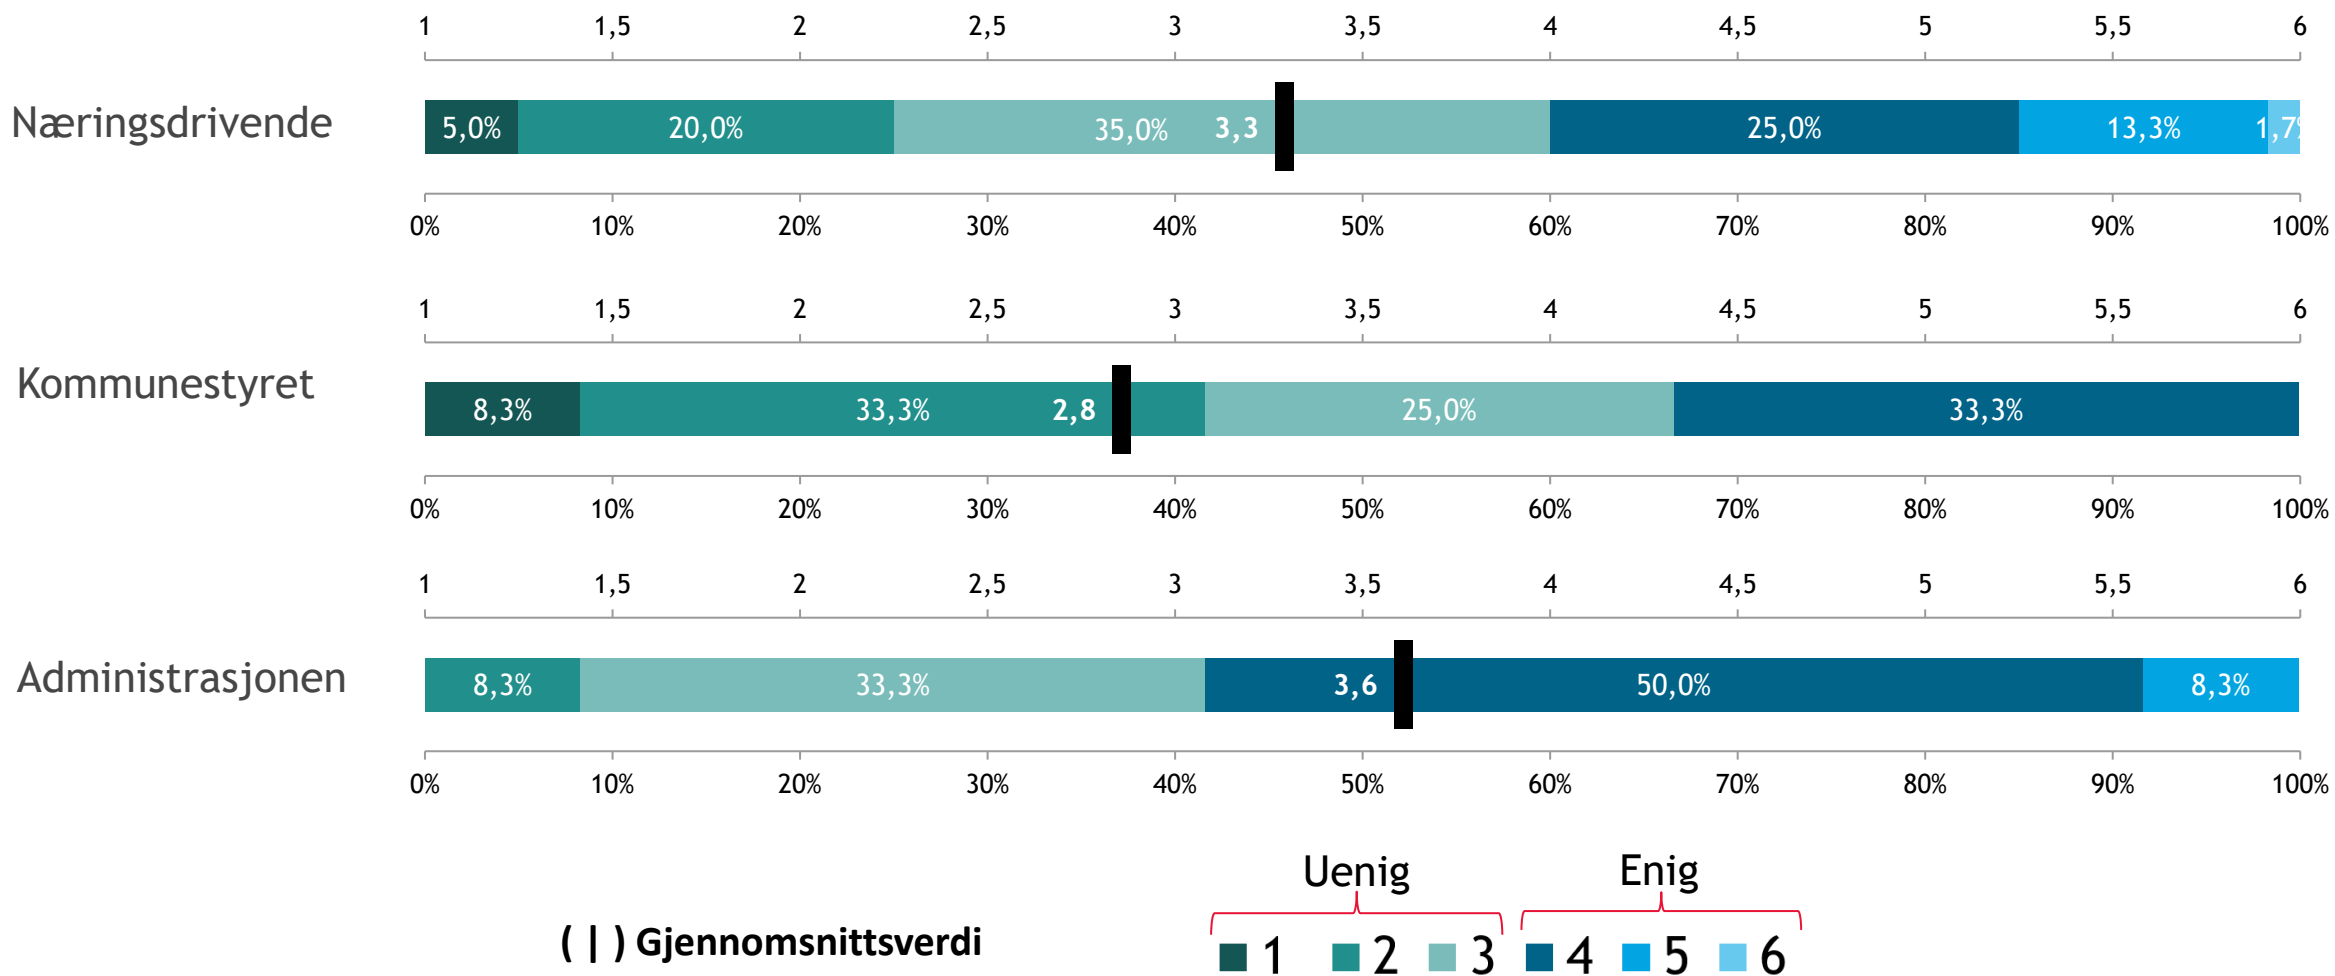 1 1,5 2 2,5 3 3,5 4 4,5 5 5,5 6
Næringsdrivende 5,0% 20,0% 35,0% 3,3 25,0% 13,3% 1,7%
0% 10% 20% 30% 40% 50% 60% 70% 80% 90% 100%
1 1,5 2 2,5 3 3,5 4 4,5 5 5,5 6
Kommunestyret 8,3% 33,3% 2,8 25,0% 33,3%
0% 10% 20% 30% 40% 50% 60% 70% 80% 90% 100%
1 1,5 2 2,5 3 3,5 4 4,5 5 5,5 6
Administrasjonen 8,3% 33,3% 3,6 50,0% 8,3%
0% 10% 20% 30% 40% 50% 60% 70% 80% 90% 100%
Uenig Enig
( | ) Gjennomsnittsverdi 1 2 3 4 5 6